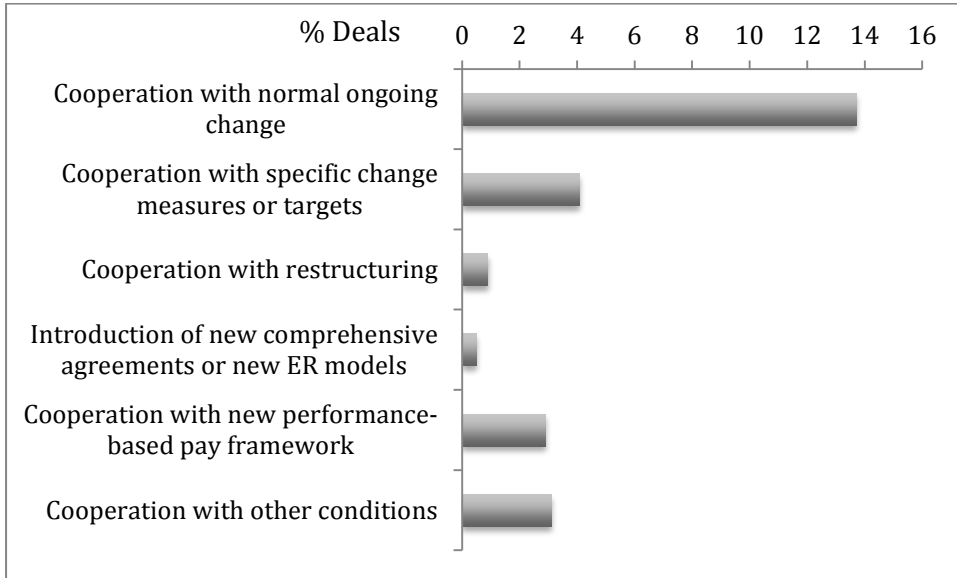 % Deals
0 2 4 6 8 10 12 14 16
Cooperation with normal ongoing
change
Cooperation with specific change
measures or targets
Cooperation with restructuring
Introduction of new comprehensive
agreements or new ER models
Cooperation with new performance-
based pay framework
Cooperation with other conditions